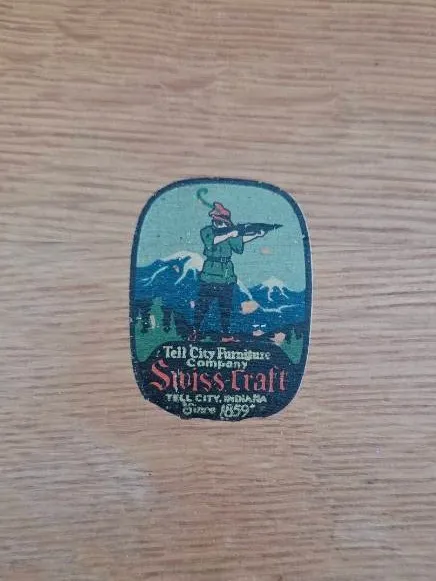 Tell City Furniture
Company
Swiss-Craft
TELL CITY, INDIANA
"Since 1859"